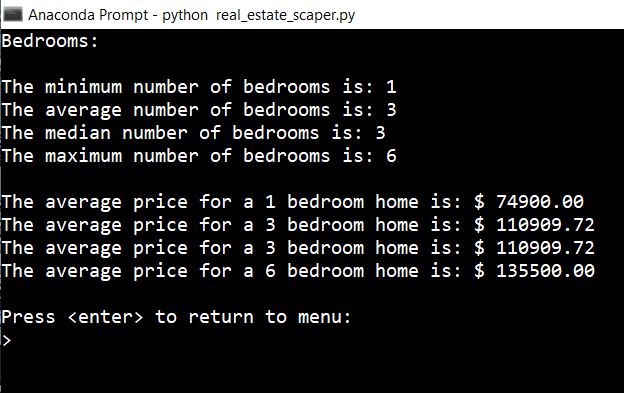 Anaconda Prompt - python  real_estate_scaper.py
Bedrooms:
The minimum number of bedrooms is: 1
The average number of bedrooms is: 3
The median number of bedrooms is: 3
The maximum number of bedrooms is: 6
The average price for a 1 bedroom home is: $ 74900.00
The average price for a 3 bedroom home is: $ 110909.72
The average price for a 3 bedroom home is: $ 110909.72
The average price for a 6 bedroom home is: $ 135500.00
Press <enter> to return to menu:
>